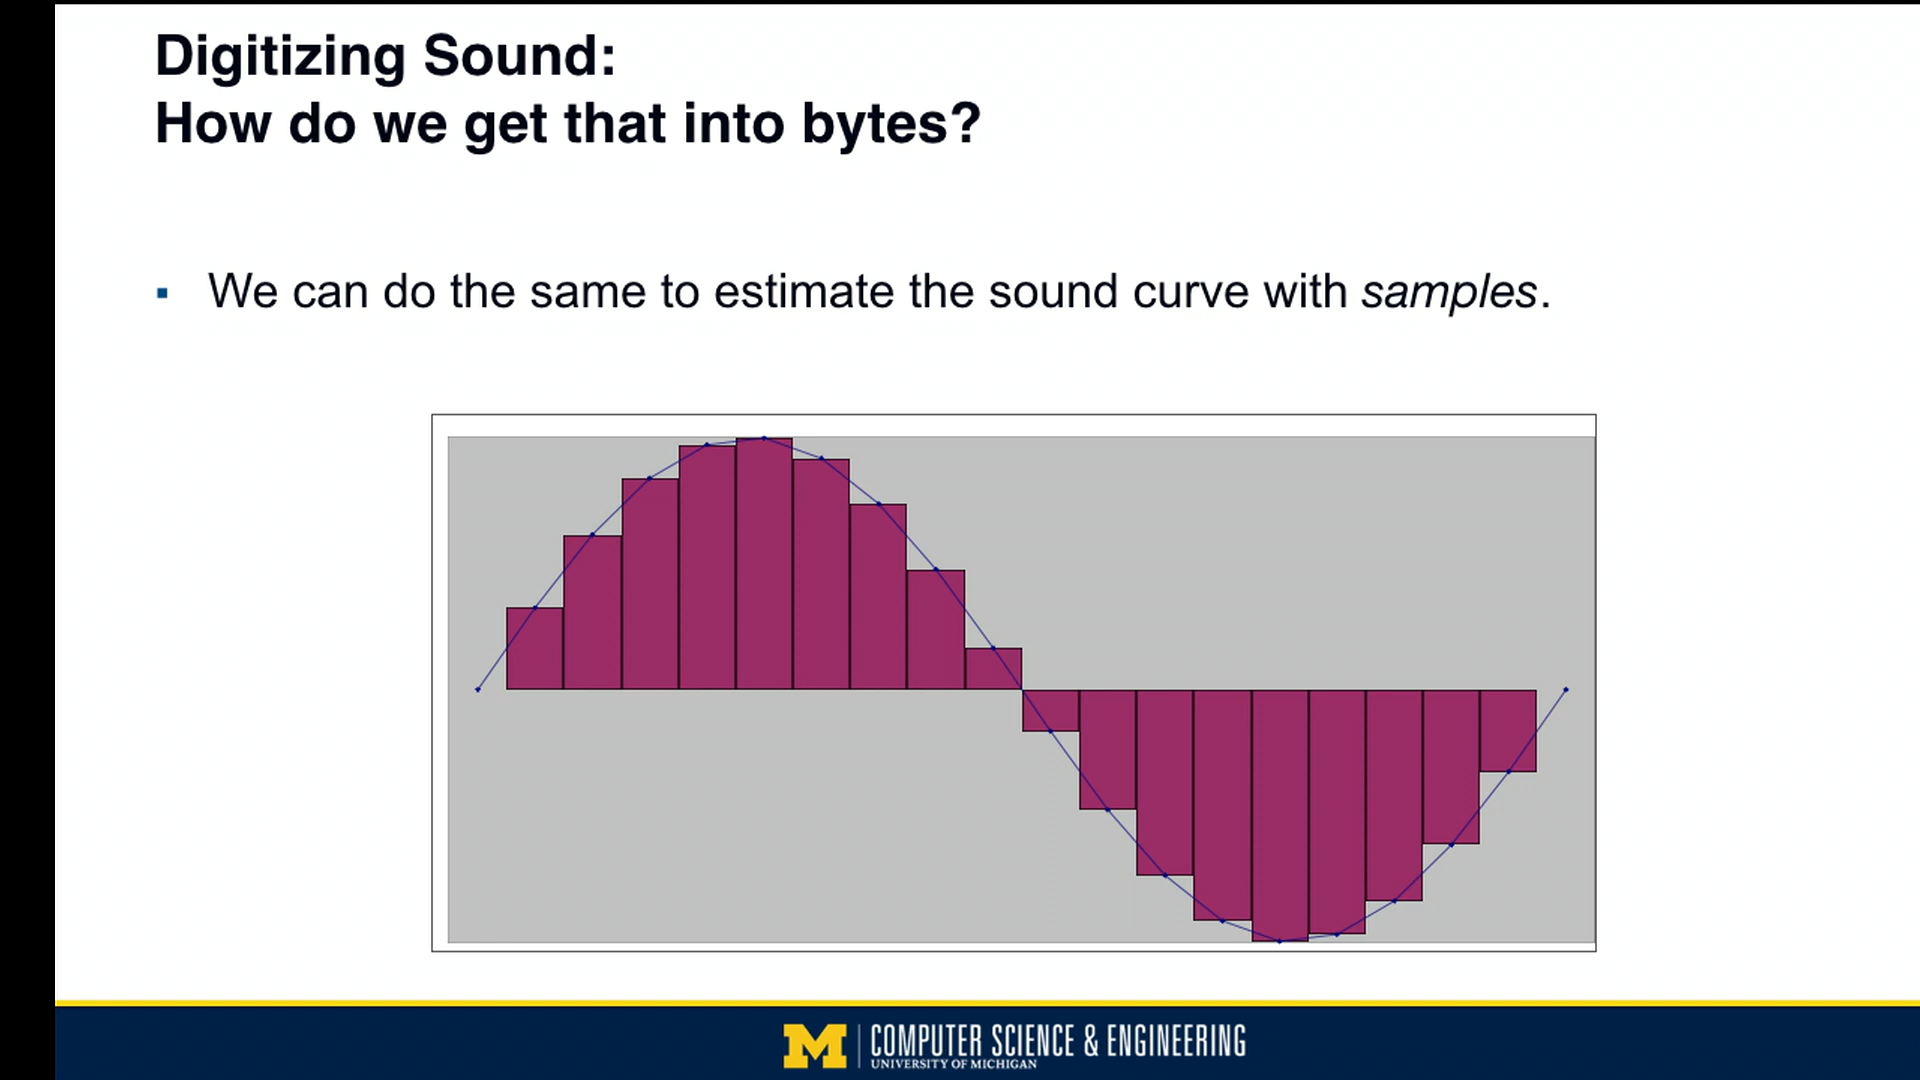 Digitizing Sound:
How do we get that into bytes?
▪ We can do the same to estimate the sound curve with samples.
M | COMPUTER SCIENCE & ENGINEERING
UNIVERSITY OF MICHIGAN